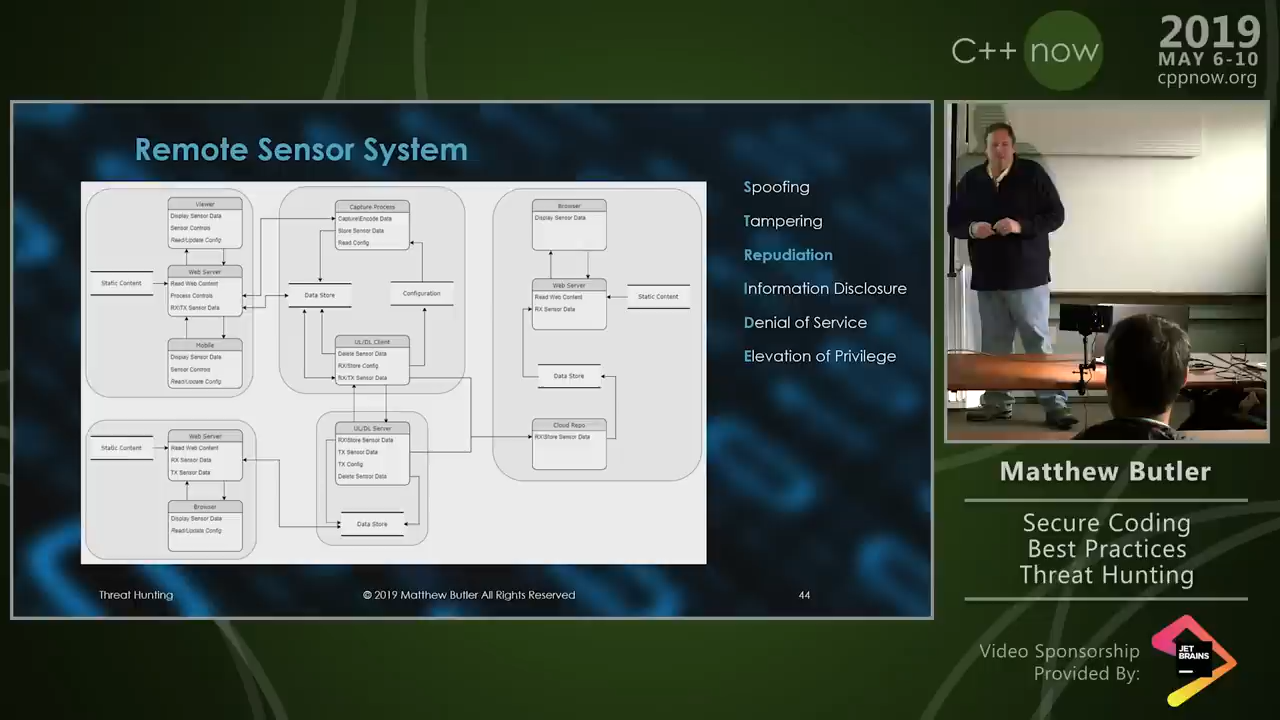 C++ now
2019
MAY 6-10
cppnow.org
Remote Sensor System
Viewer
Display Sensor Data
Sensor Controls
Read/Update Config
Static Content
Web Server
Read Web Content
Process Controls
RX\TX Sensor Data
Mobile
Display Sensor Data
Sensor Controls
Read/Update Config
Capture Process
Capture\Encode Data
Store Sensor Data
Read Config
Data Store
Configuration
UL/DL Client
Delete Sensor Data
RX/Store Config
RX/TX Sensor Data
Browser
Display Sensor Data
Web Server
Read Web Content
RX Sensor Data
Static Content
Data Store
Cloud Repo
RX\Store Sensor Data
Static Content
Web Server
Read Web Content
RX Sensor Data
TX Sensor Data
Browser
Display Sensor Data
Read/Update Config
UL/DL Server
RX\Store Sensor Data
TX Sensor Data
TX Config
Delete Sensor Data
Data Store
Spoofing
Tampering
Repudiation
Information Disclosure
Denial of Service
Elevation of Privilege
Threat Hunting
© 2019 Matthew Butler All Rights Reserved
44
Matthew Butler
Secure Coding
Best Practices
Threat Hunting
Video Sponsorship
Provided By:
JET
BRAINS